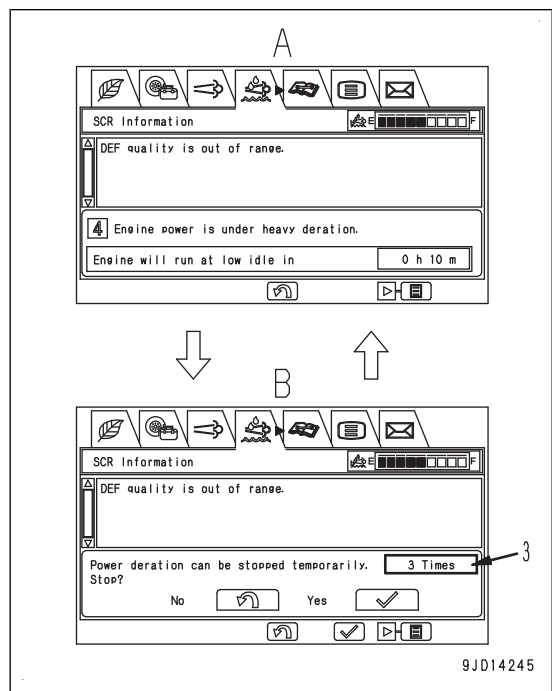 A
SCR Information
E F
DEF quality is out of range.
4 Engine power is under heavy deration.
Engine will run at low idle in 0 h 10 m
B
SCR Information
E F
DEF quality is out of range.
Power deration can be stopped temporarily. 3 Times
Stop?
3
No Yes
9JD14245